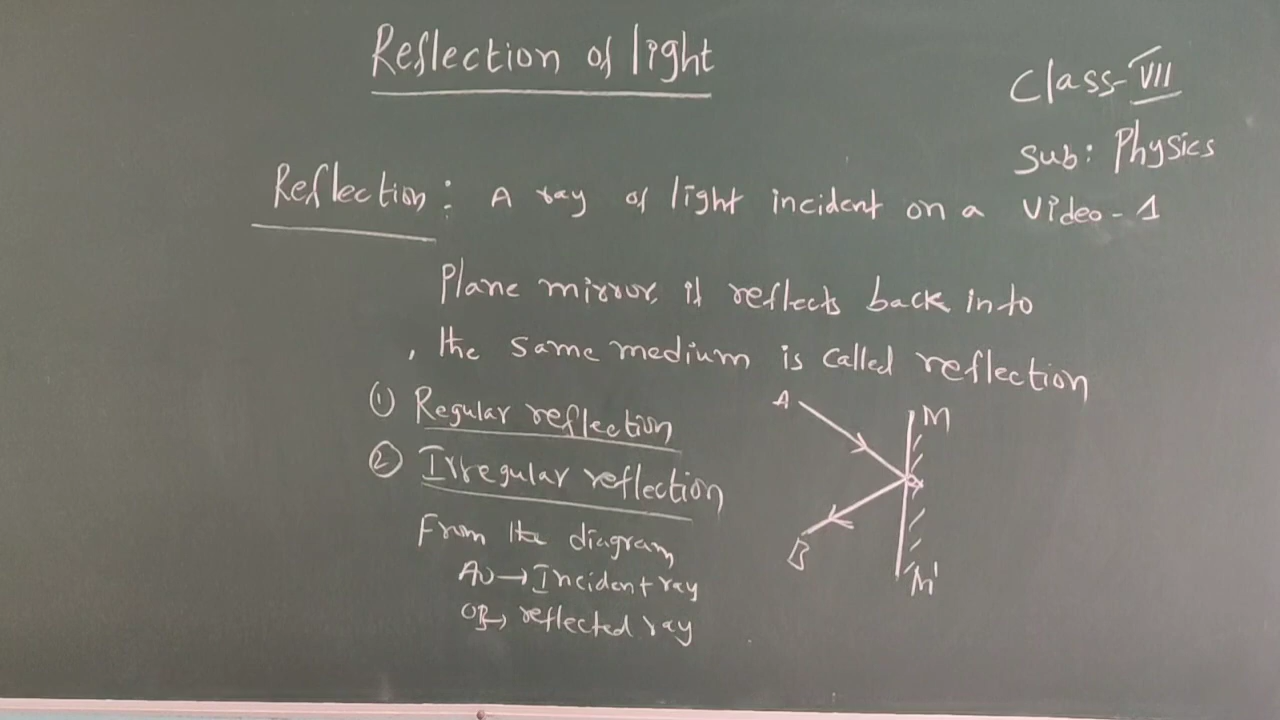 Reflection of light
Class-VII
Sub: Physics
Video-1
Reflection: A ray of light incident on a
Plane mirror, it reflects back into
the same medium is called reflection
① Regular reflection
② Irregular reflection
From the diagram
AO → Incident ray
OB → reflected ray
A
M
O
B
M'